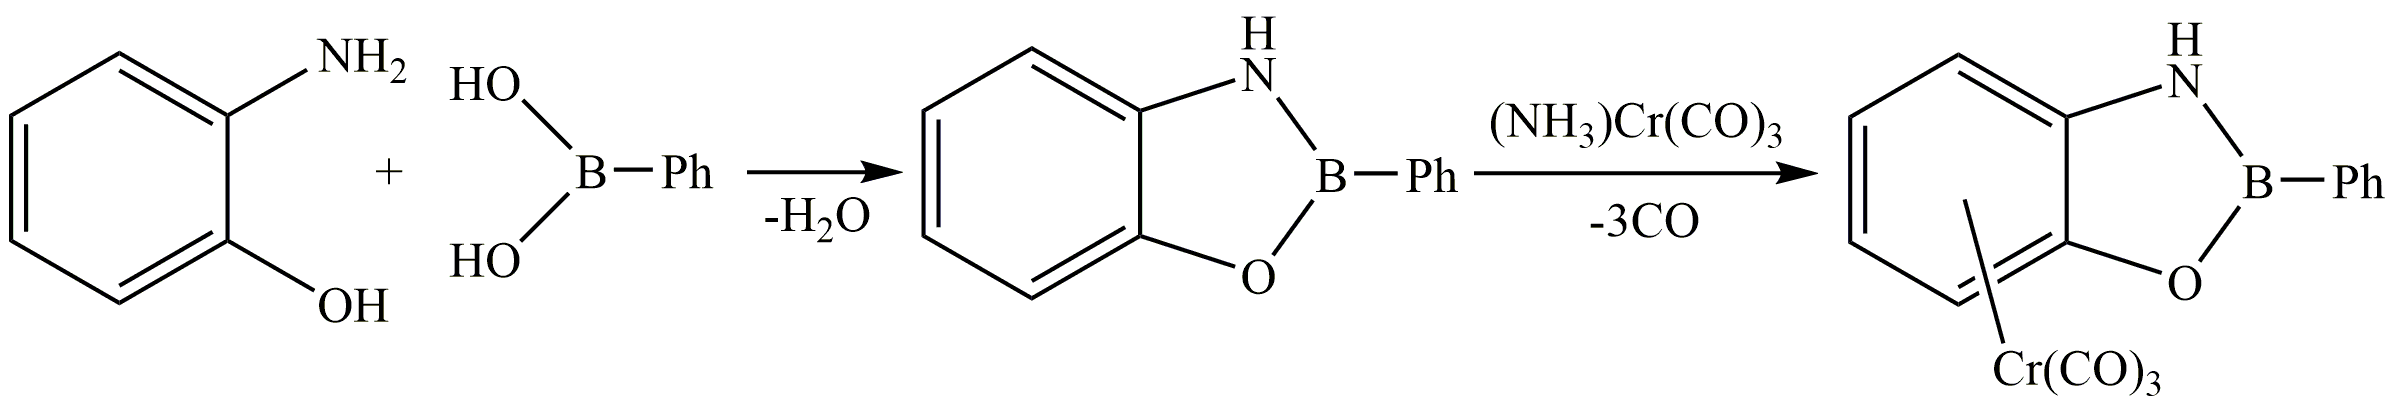 NH2
OH
+
HO
B Ph
HO
-H2O
H
N
B Ph
O
(NH3)Cr(CO)3
-3CO
H
N
B Ph
O
Cr(CO)3